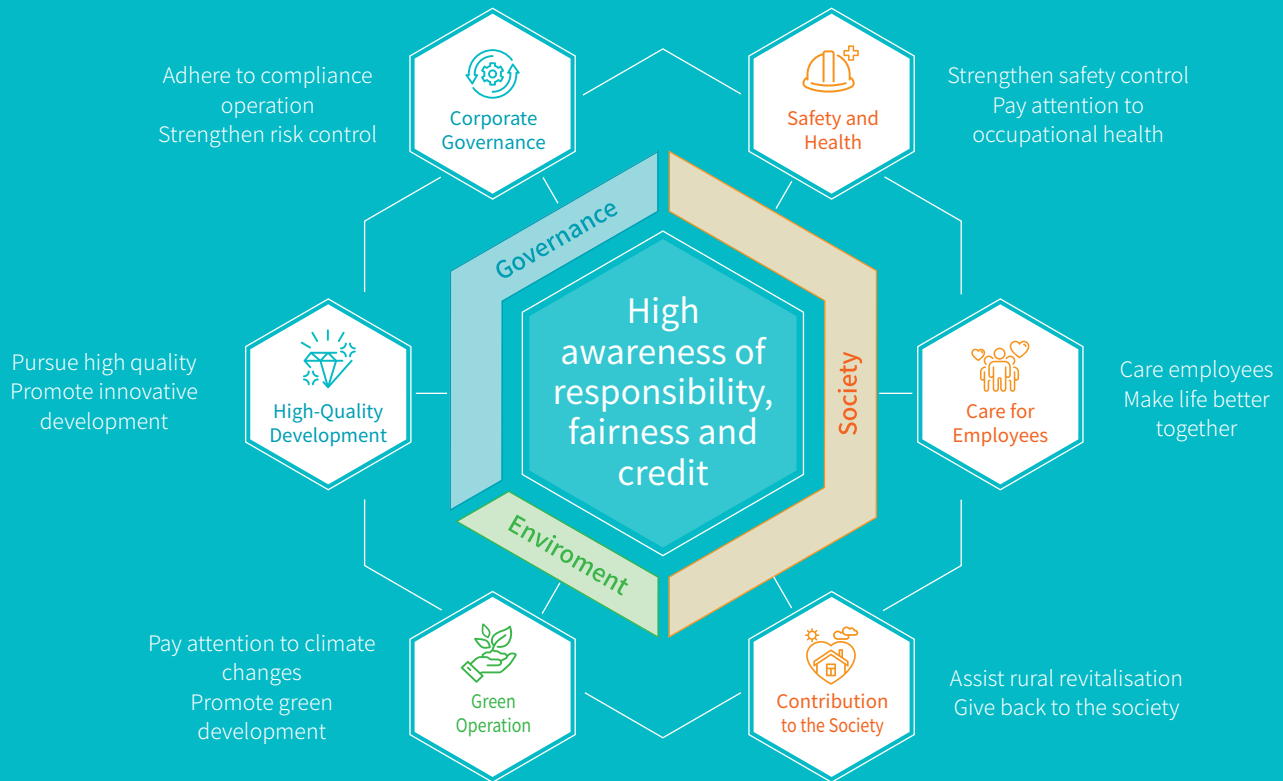 Adhere to compliance
operation
Strengthen risk control
Corporate
Governance
Safety and
Health
Strengthen safety control
Pay attention to
occupational health
Governance
High
awareness of
responsibility,
fairness and
credit
Society
Pursue high quality
Promote innovative
development
High-Quality
Development
Care for
Employees
Care employees
Make life better
together
Enviroment
Pay attention to climate
changes
Promote green
development
Green
Operation
Contribution
to the Society
Assist rural revitalisation
Give back to the society